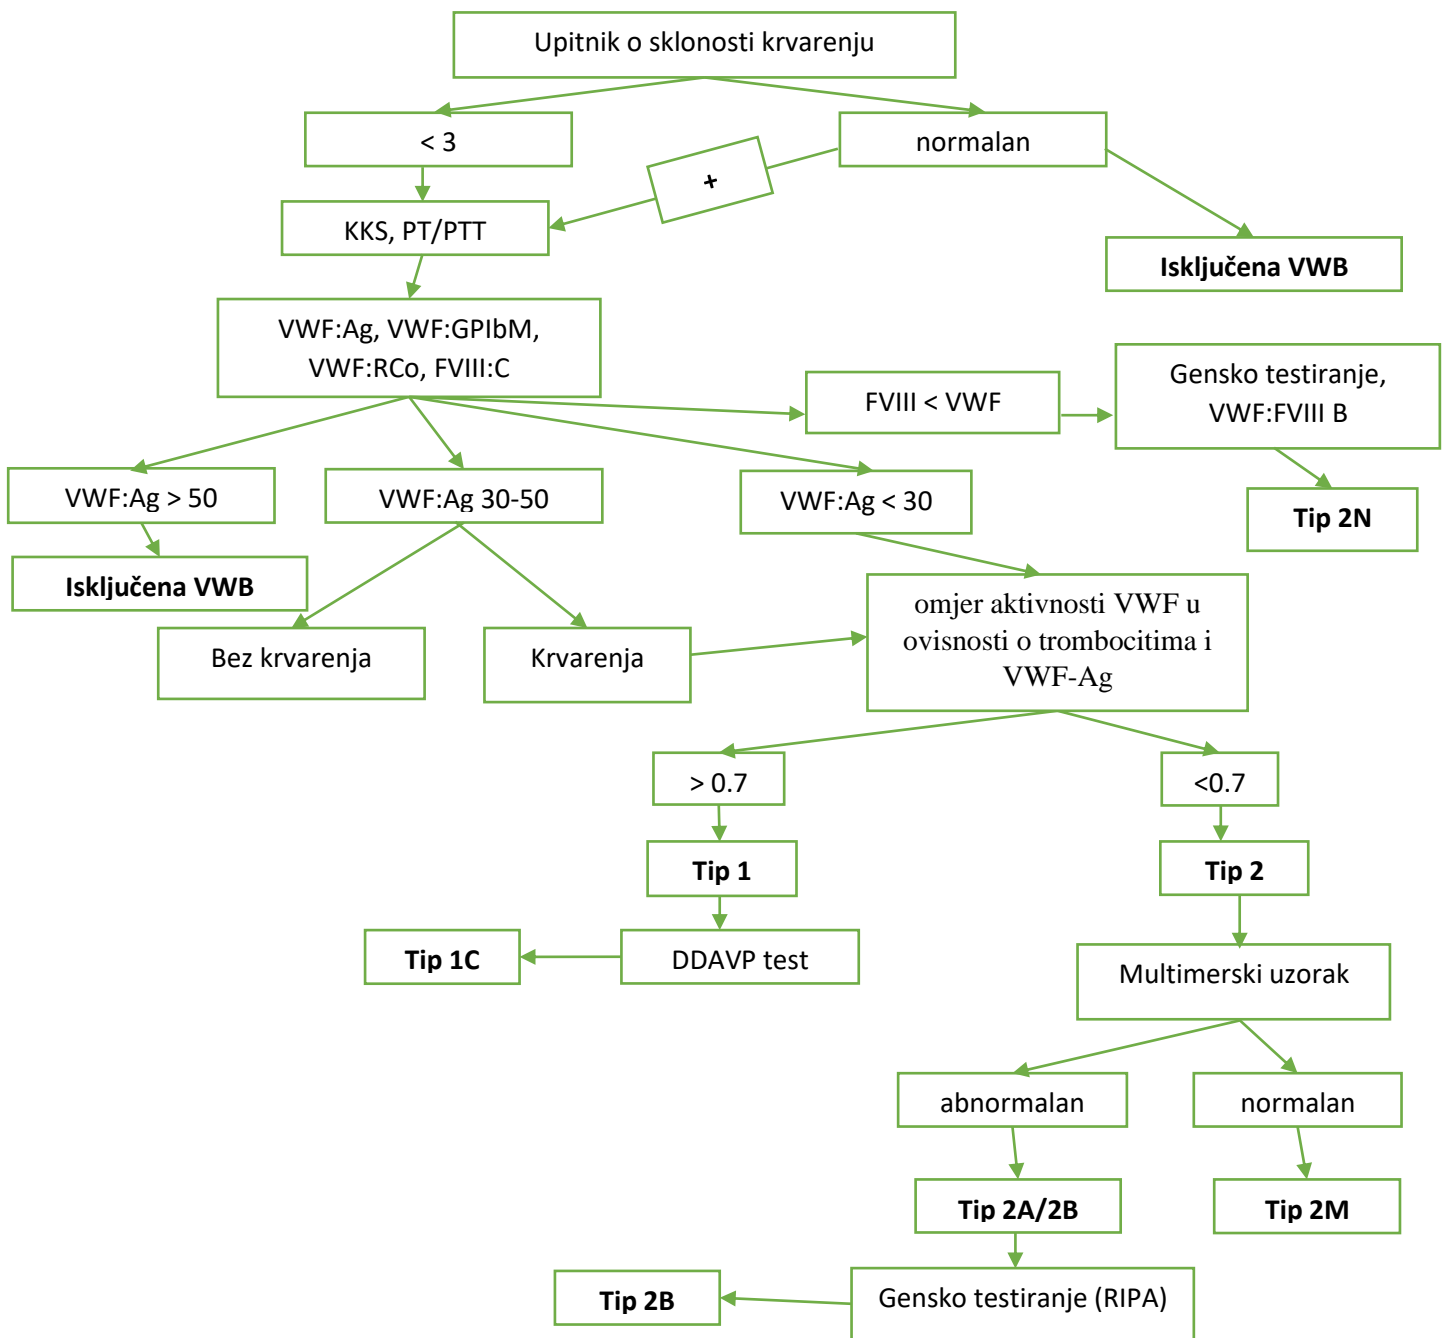 Upitnik o sklonosti krvarenju
< 3
normalan
+
KKS, PT/PTT
Isključena VWB
VWF:Ag, VWF:GPIbM,
VWF:RCo, FVIII:C
FVIII < VWF
Gensko testiranje,
VWF:FVIII B
VWF:Ag > 50
VWF:Ag 30-50
VWF:Ag < 30
Tip 2N
Isključena VWB
Bez krvarenja
Krvarenja
omjer aktivnosti VWF u
ovisnosti o trombocitima i
VWF-Ag
> 0.7
<0.7
Tip 1
Tip 2
Tip 1C
DDAVP test
Multimerski uzorak
abnormalan
normalan
Tip 2A/2B
Tip 2M
Tip 2B
Gensko testiranje (RIPA)